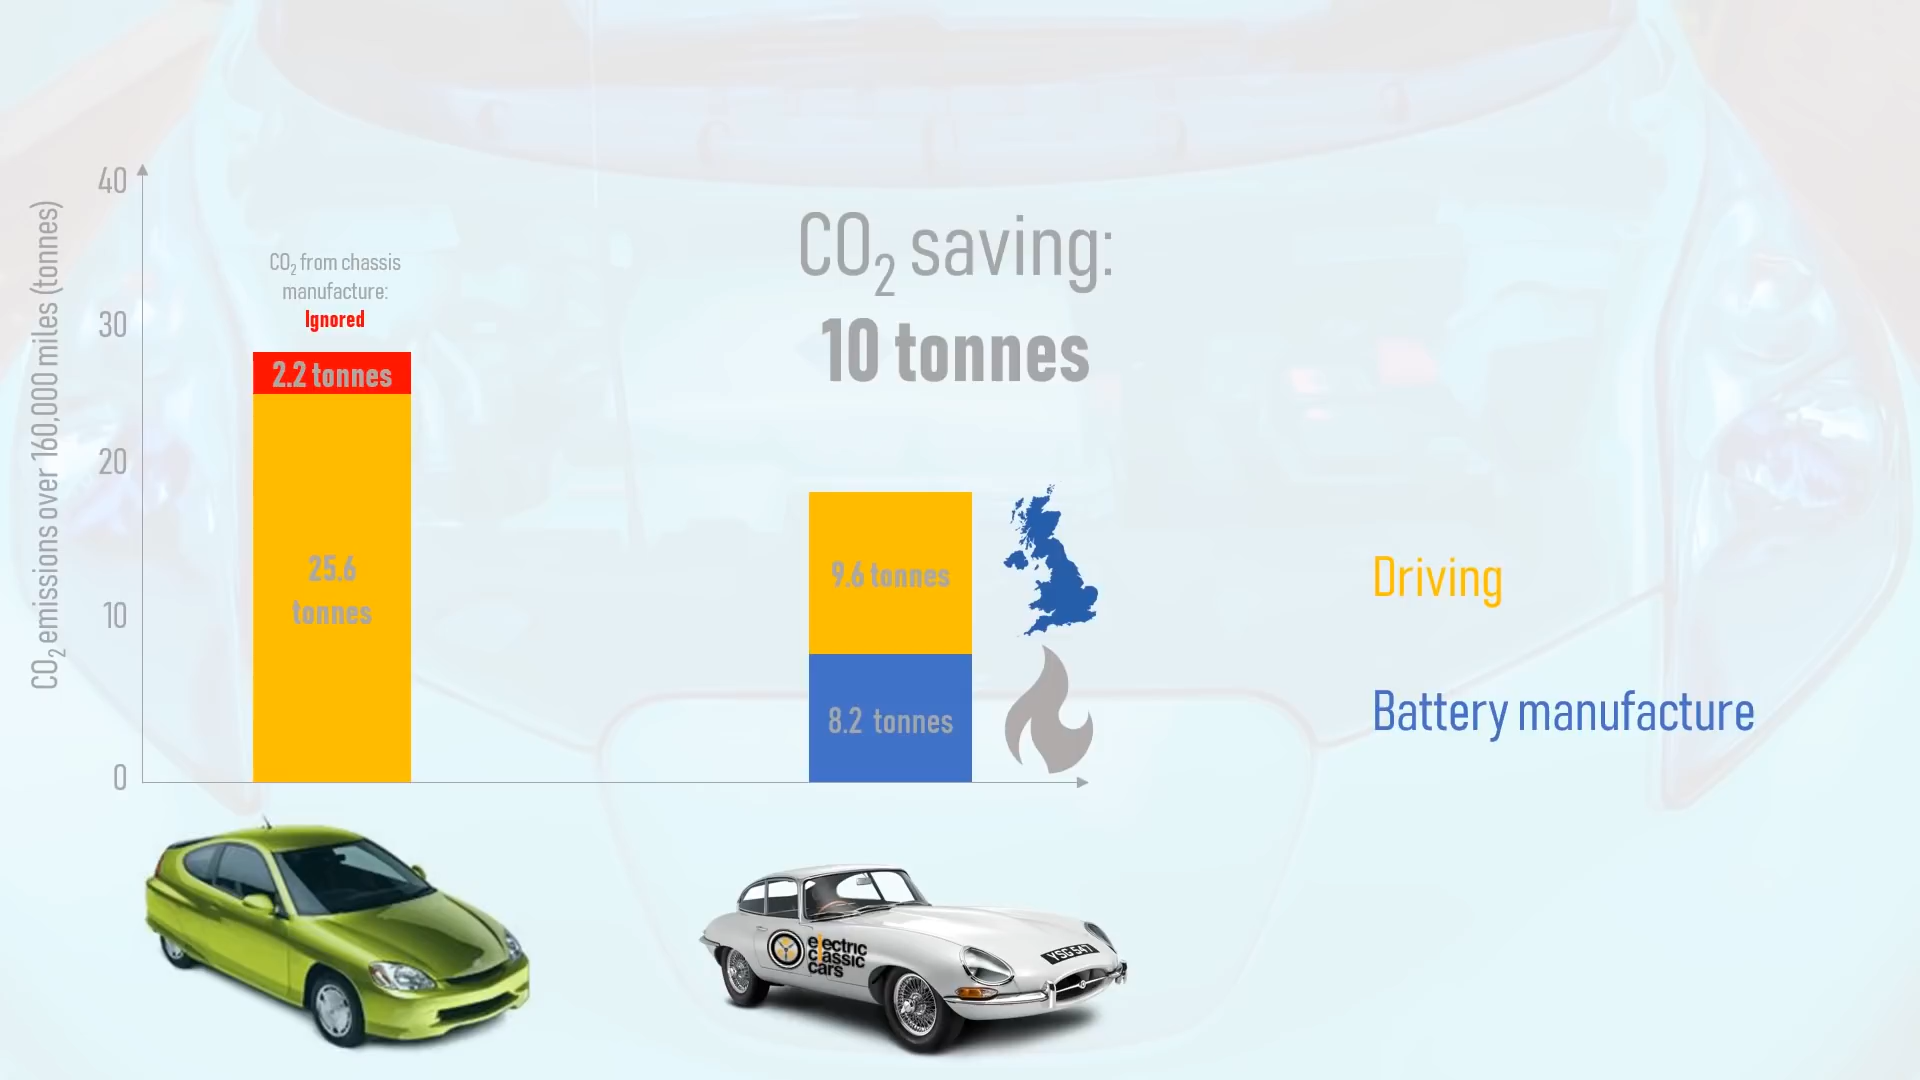 CO₂ emissions over 160,000 miles (tonnes)
40
30
20
10
0
CO₂ from chassis
manufacture:
Ignored
2.2 tonnes
25.6
tonnes
CO₂ saving:
10 tonnes
9.6 tonnes
8.2 tonnes
Driving
Battery manufacture
electric
classic
cars
YSG 547